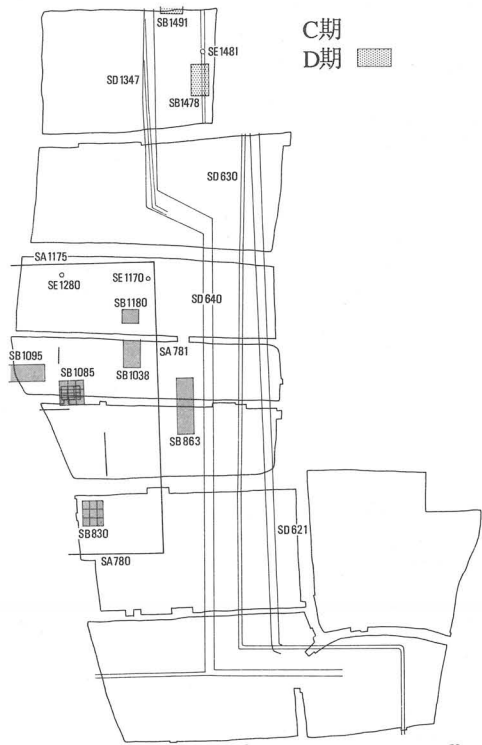 C期
D期
SB1491
SE1481
SD1347
SB1478
SD630
SA1175
SE1280
SE1170
SD640
SB1180
SA781
SB1095
SB1085
SB1038
SB863
SB830
SD621
SA780